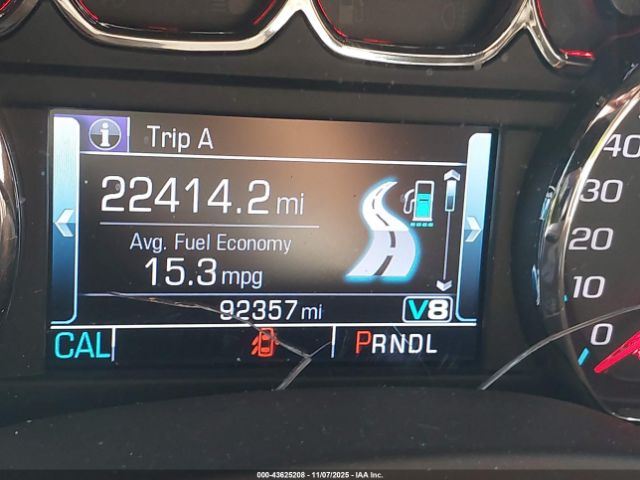 Trip A
22414.2 mi
Avg. Fuel Economy
15.3 mpg
92357 mi V8
CAL PRNDL
40
30
20
10
0
000-43625208 - 11/07/2025 - IAA Inc.